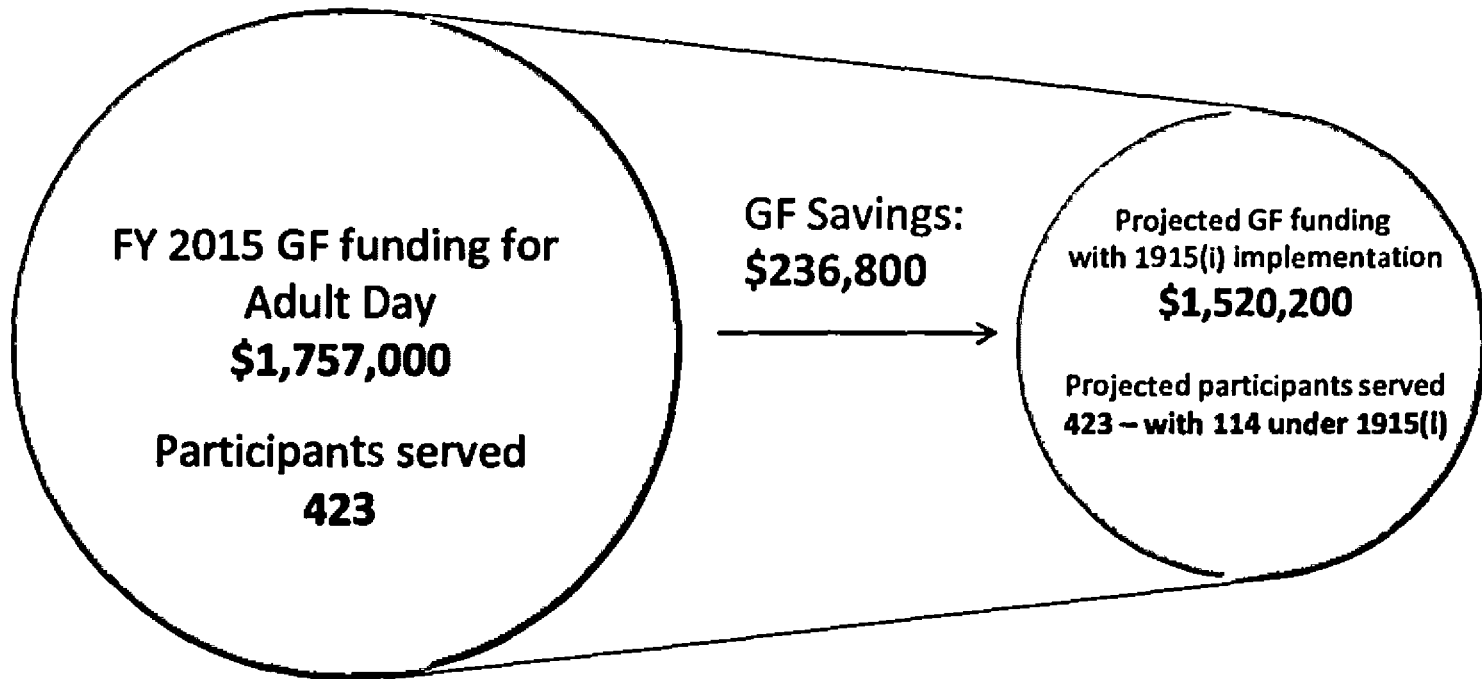 FY 2015 GF funding for
Adult Day
$1,757,000
Participants served
423
GF Savings:
$236,800
Projected GF funding
with 1915(i) implementation
$1,520,200
Projected participants served
423 – with 114 under 1915(i)